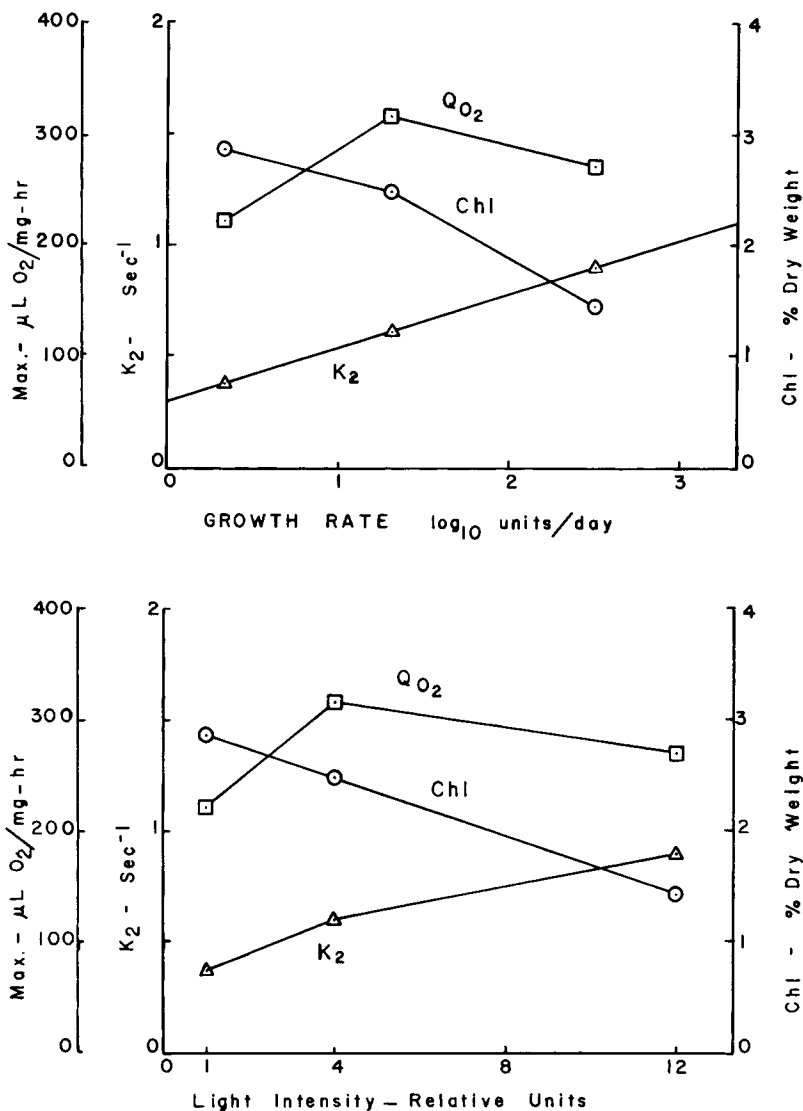 400
300
200
100
0
Max. - μL O₂/mg-hr
2
1
0
K₂ - Sec⁻¹
4
3
2
1
0
Chl - % Dry Weight
QO₂
Chl
K₂
0 1 2 3
GROWTH RATE log₁₀ units/day
400
300
200
100
0
Max. - μL O₂/mg-hr
2
1
0
K₂ - Sec⁻¹
4
3
2
1
0
Chl - % Dry Weight
QO₂
Chl
K₂
0 1 4 8 12
Light Intensity - Relative Units